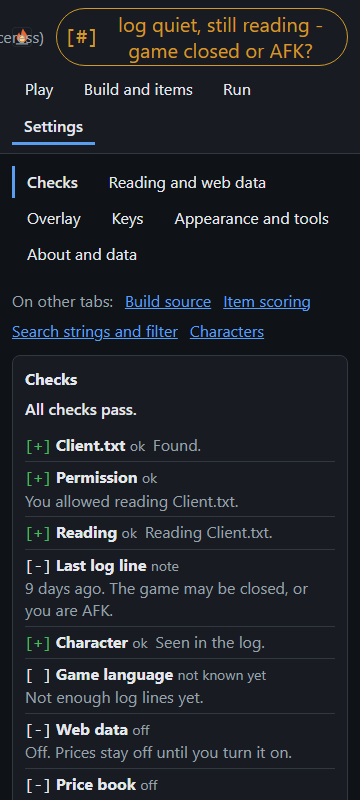 [#] log quiet, still reading -
game closed or AFK?
Play Build and items Run
Settings
Checks Reading and web data
Overlay Keys Appearance and tools
About and data
On other tabs: Build source Item scoring
Search strings and filter Characters
Checks
All checks pass.
[+] Client.txt ok Found.
[+] Permission ok
You allowed reading Client.txt.
[+] Reading ok Reading Client.txt.
[-] Last log line note
9 days ago. The game may be closed, or
you are AFK.
[+] Character ok Seen in the log.
[ ] Game language not known yet
Not enough log lines yet.
[-] Web data off
Off. Prices stay off until you turn it on.
[-] Price book off